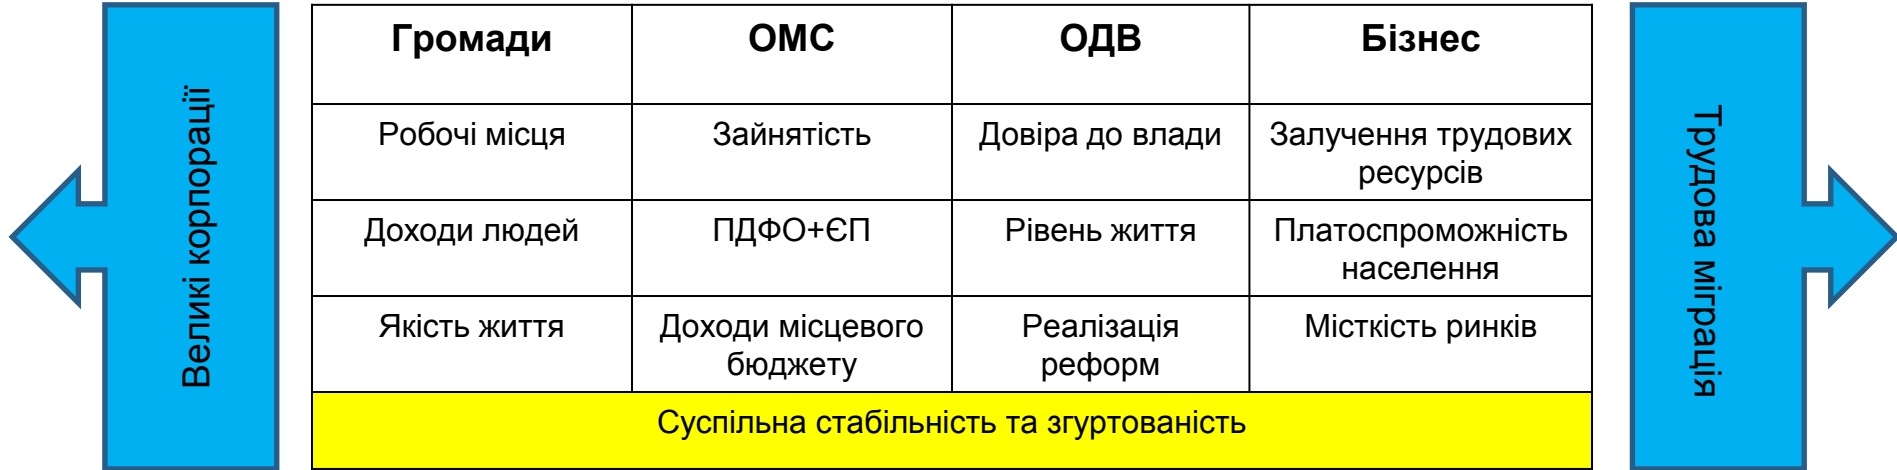 Великі корпорації
Громади
ОМС
ОДВ
Бізнес
Робочі місця
Зайнятість
Довіра до влади
Залучення трудових
ресурсів
Доходи людей
ПДФО+ЄП
Рівень життя
Платоспроможність
населення
Якість життя
Доходи місцевого
бюджету
Реалізація
реформ
Місткість ринків
Суспільна стабільність та згуртованість
Трудова міграція